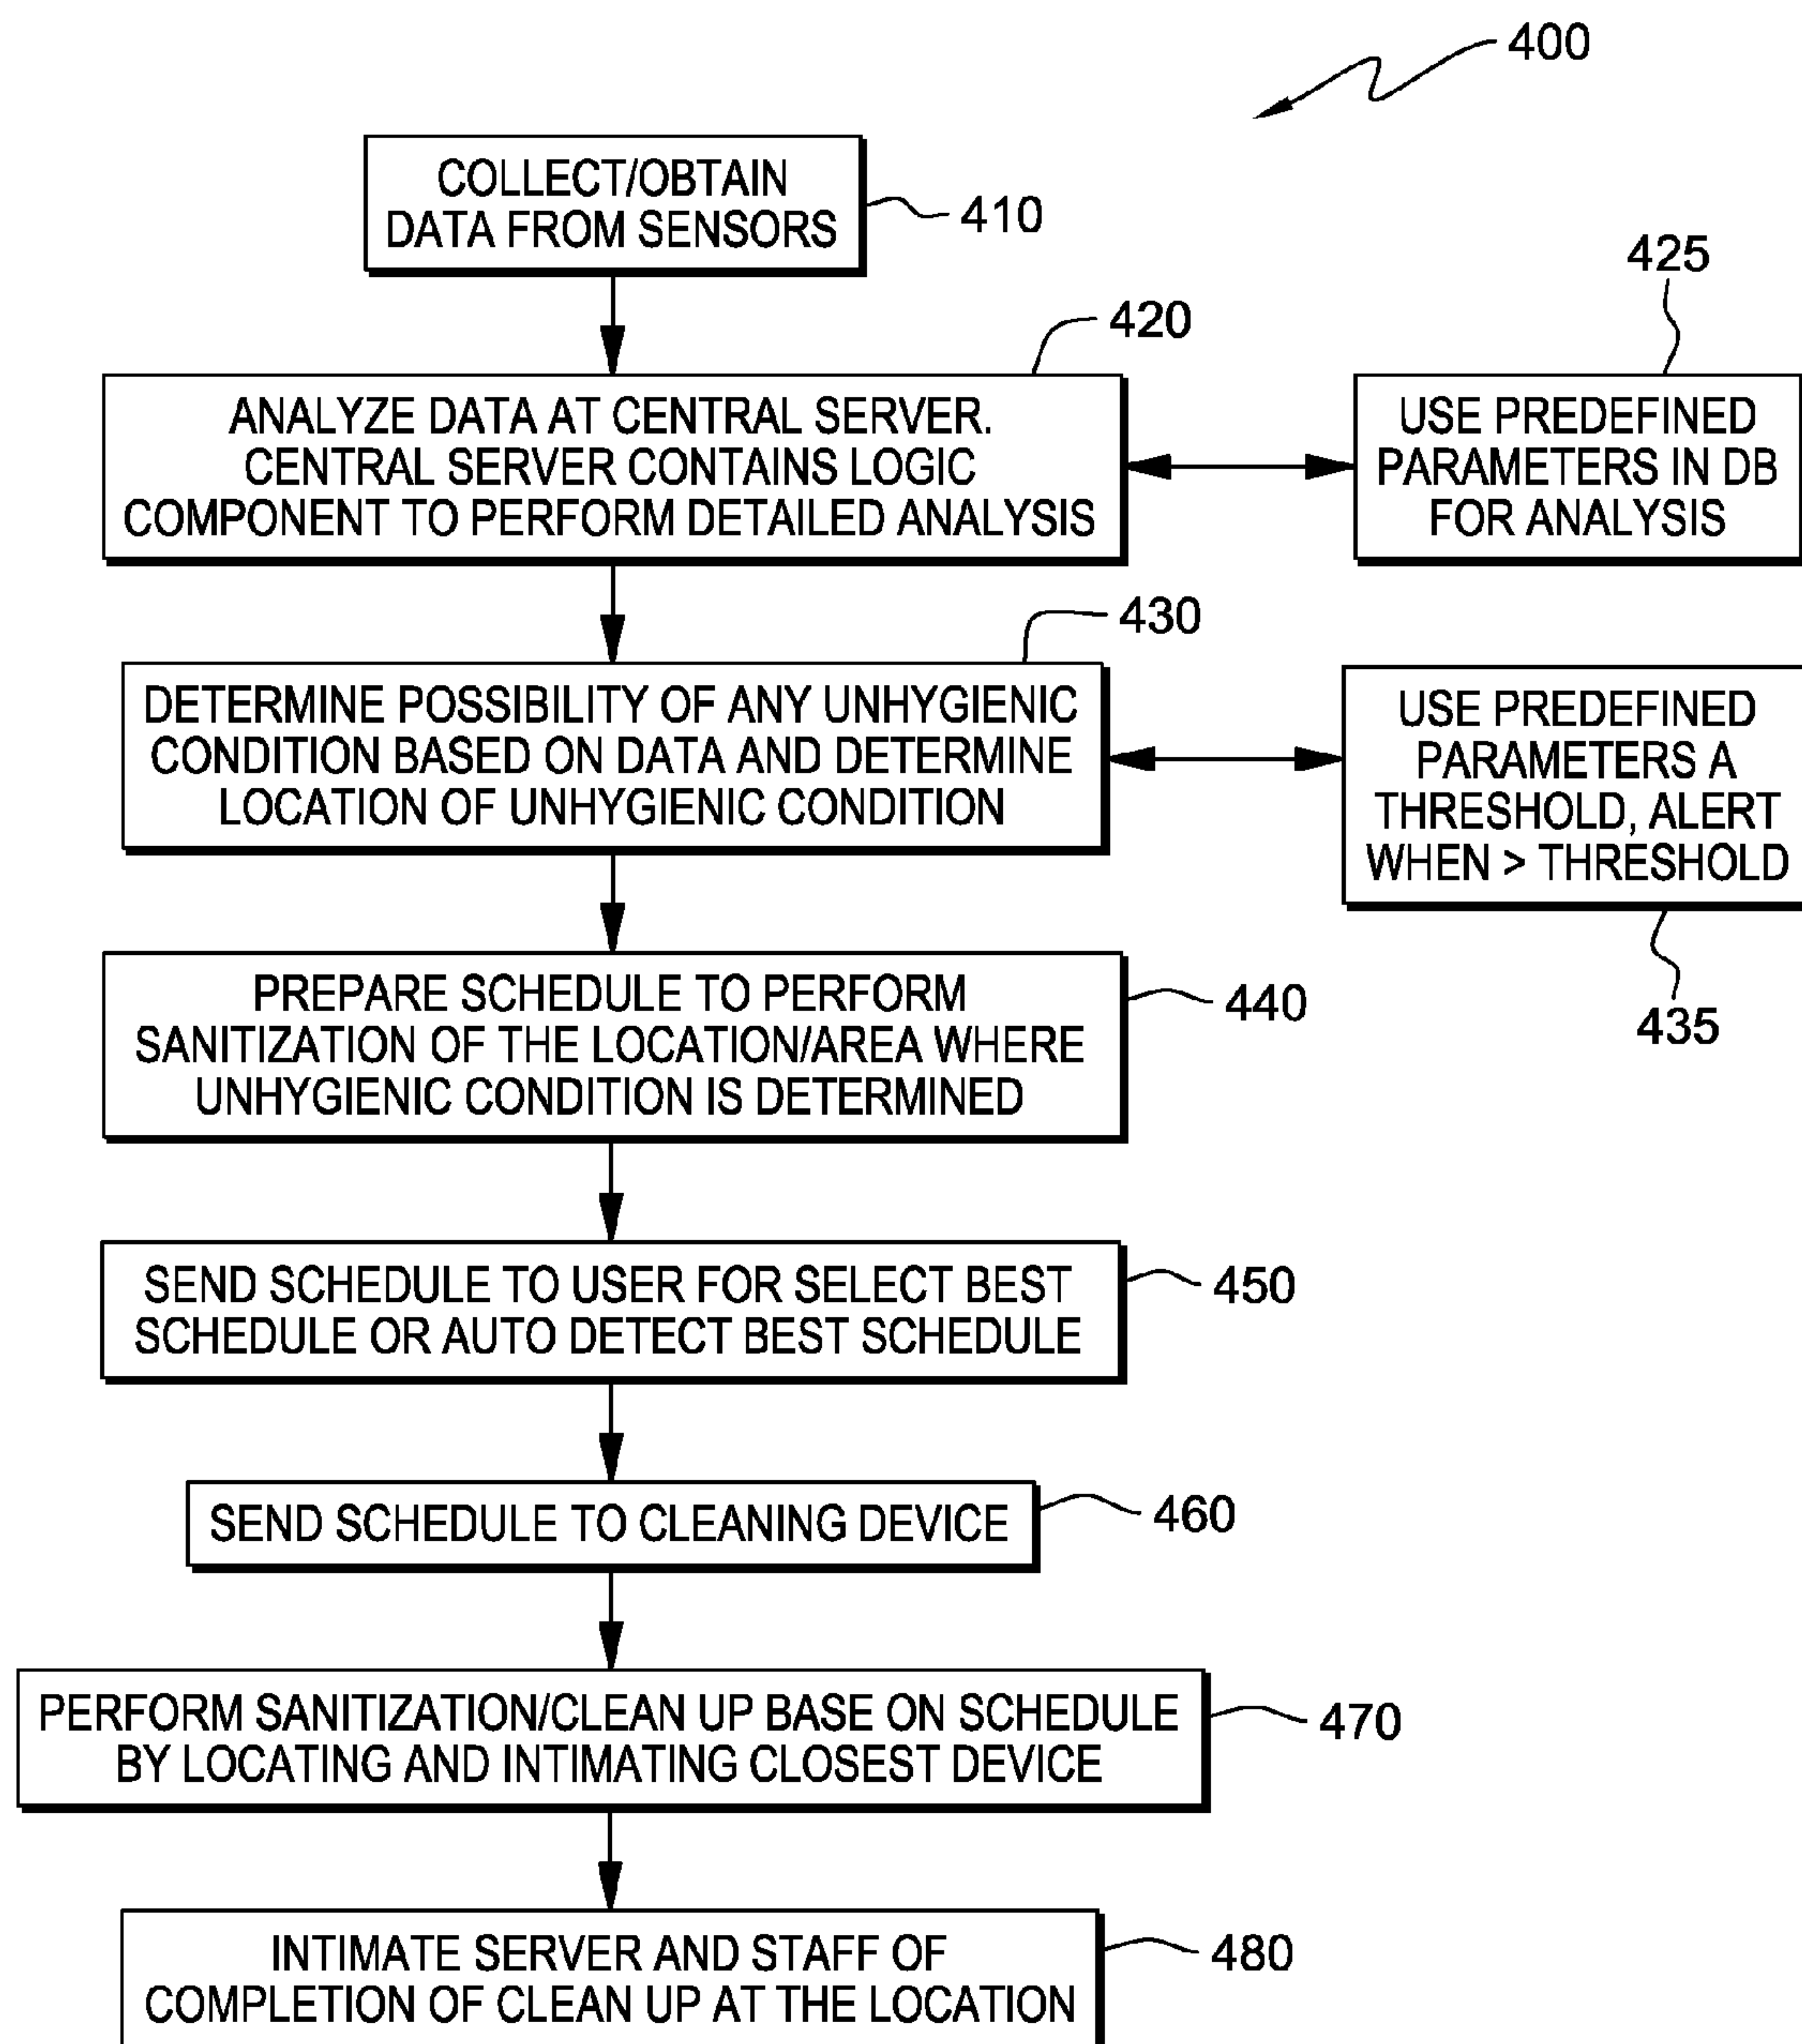 400
COLLECT/OBTAIN
DATA FROM SENSORS
410
420
ANALYZE DATA AT CENTRAL SERVER.
CENTRAL SERVER CONTAINS LOGIC
COMPONENT TO PERFORM DETAILED ANALYSIS
425
USE PREDEFINED
PARAMETERS IN DB
FOR ANALYSIS
430
DETERMINE POSSIBILITY OF ANY UNHYGIENIC
CONDITION BASED ON DATA AND DETERMINE
LOCATION OF UNHYGIENIC CONDITION
USE PREDEFINED
PARAMETERS A
THRESHOLD, ALERT
WHEN > THRESHOLD
435
PREPARE SCHEDULE TO PERFORM
SANITIZATION OF THE LOCATION/AREA WHERE
UNHYGIENIC CONDITION IS DETERMINED
440
SEND SCHEDULE TO USER FOR SELECT BEST
SCHEDULE OR AUTO DETECT BEST SCHEDULE
450
SEND SCHEDULE TO CLEANING DEVICE
460
PERFORM SANITIZATION/CLEAN UP BASE ON SCHEDULE
BY LOCATING AND INTIMATING CLOSEST DEVICE
470
INTIMATE SERVER AND STAFF OF
COMPLETION OF CLEAN UP AT THE LOCATION
480